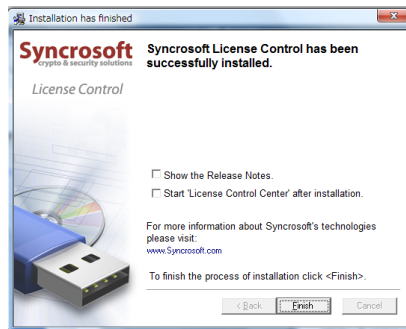 Installation has finished
Syncrosoft
crypto & security solutions
License Control
Syncrosoft License Control has been
successfully installed.
Show the Release Notes.
Start 'License Control Center' after installation.
For more information about Syncrosoft's technologies
please visit:
www.Syncrosoft.com
To finish the process of installation click <Finish>.
< Back
Finish
Cancel